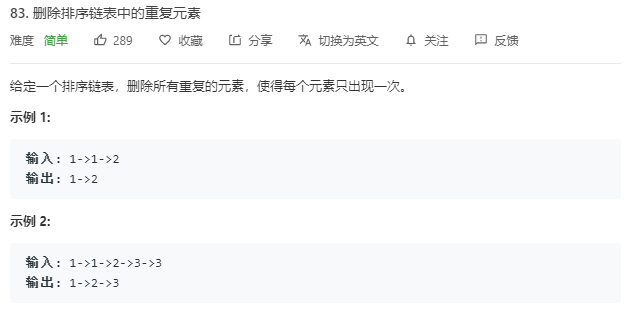 83. 删除排序链表中的重复元素
难度 简单 289 收藏 分享 切换为英文 关注 反馈
给定一个排序链表，删除所有重复的元素，使得每个元素只出现一次。
示例 1:
输入: 1->1->2
输出: 1->2
示例 2:
输入: 1->1->2->3->3
输出: 1->2->3